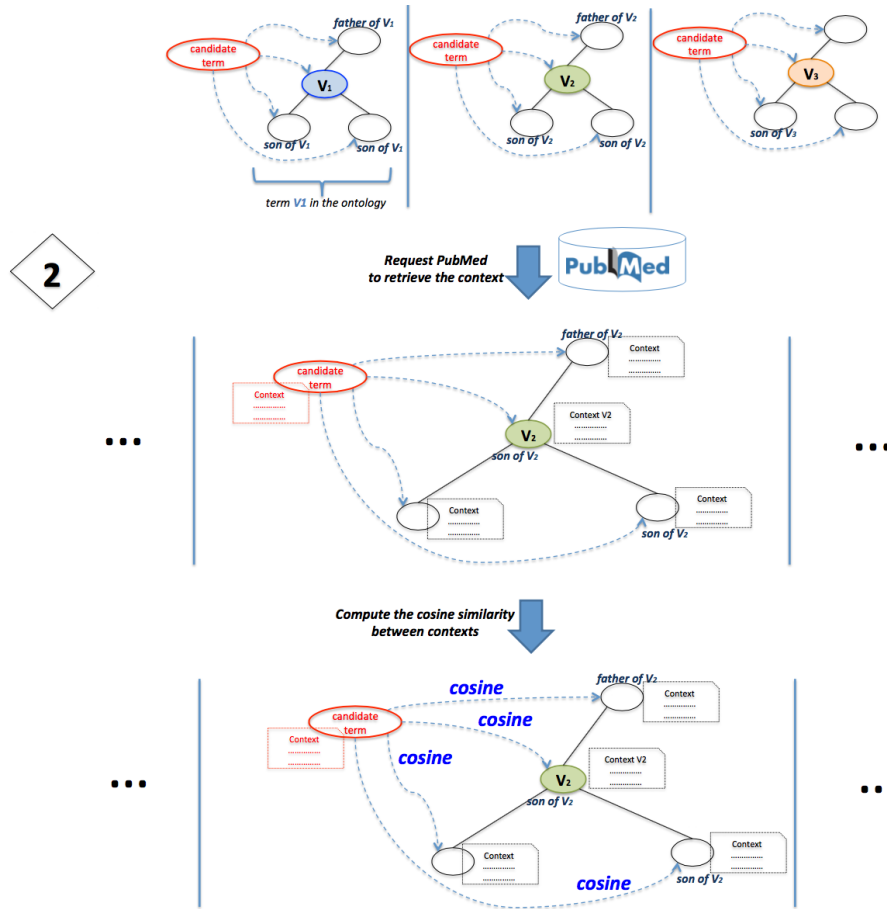 father of V1
father of V2
candidate
term
candidate
term
candidate
term
V1
V2
V3
son of V1
son of V1
son of V2
son of V2
son of V3
term V1 in the ontology
2
Request PubMed
to retrieve the context
PubMed
father of V2
Context
...............
...............
candidate
term
Context
...............
...............
Context V2
...............
...............
V2
son of V2
...
...
Context
...............
...............
Context
...............
...............
son of V2
Compute the cosine similarity
between contexts
father of V2
cosine
Context
...............
...............
candidate
term
cosine
Context
...............
...............
cosine
Context V2
...............
...............
V2
son of V2
...
..
Context
...............
...............
Context
...............
...............
cosine
son of V2